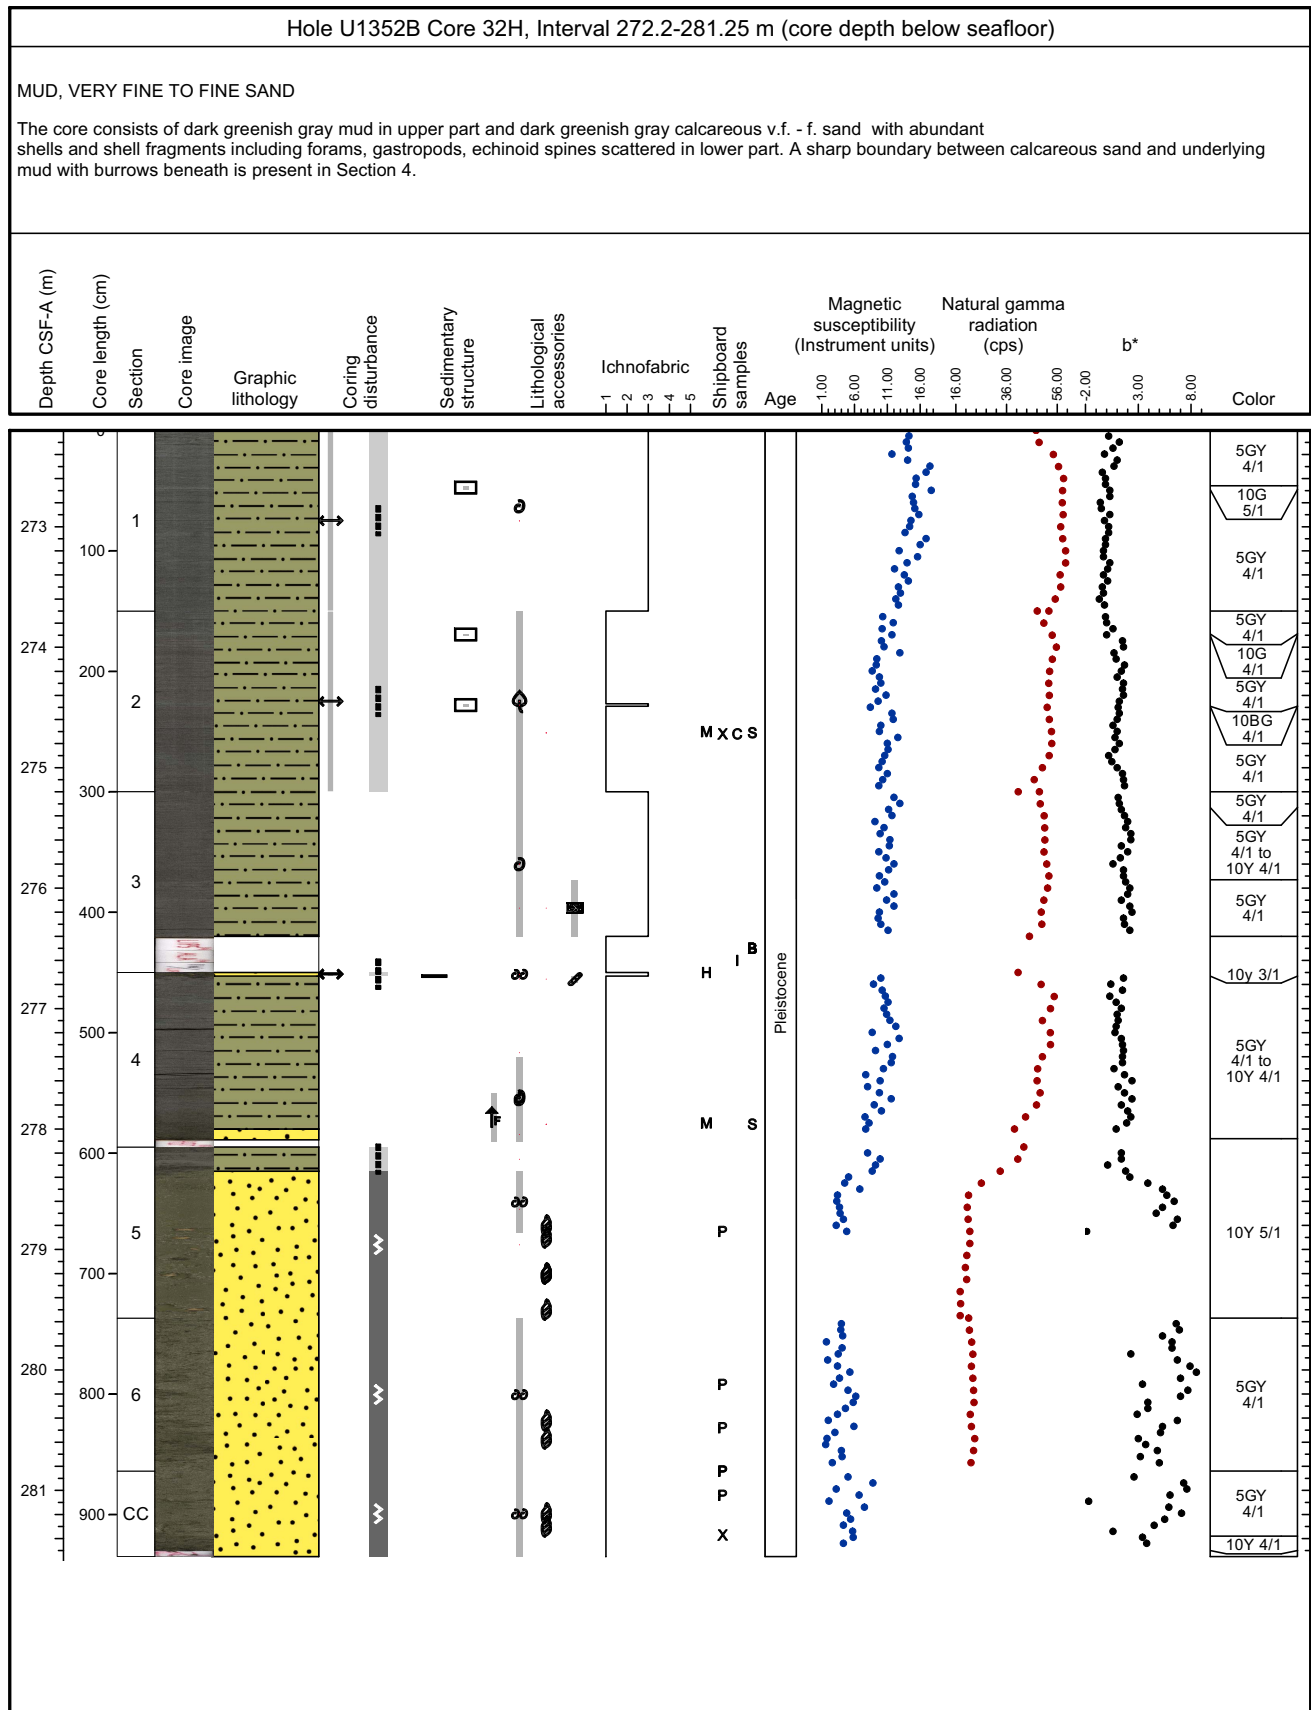 Hole U1352B Core 32H, Interval 272.2-281.25 m (core depth below seafloor)
MUD, VERY FINE TO FINE SAND
The core consists of dark greenish gray mud in upper part and dark greenish gray calcareous v.f. - f. sand with abundant
shells and shell fragments including forams, gastropods, echinoid spines scattered in lower part. A sharp boundary between calcareous sand and underlying
mud with burrows beneath is present in Section 4.
Depth CSF-A (m)
Core length (cm)
Section
Core image
Graphic
lithology
Coring
disturbance
Sedimentary
structure
Lithological
accessories
Ichnofabric
1 2 3 4 5
Shipboard
samples
Age
Magnetic
susceptibility
(Instrument units)
1.00 6.00 11.00 16.00
Natural gamma
radiation
(cps)
16.00 36.00 56.00
b*
-2.00 3.00 8.00
Color
0
5GY
4/1
10G
5/1
273
1
100
5GY
4/1
5GY
4/1
274
10G
4/1
200
5GY
4/1
2
10BG
4/1
M X C S
275
5GY
4/1
300
5GY
4/1
5GY
4/1 to
10Y 4/1
276
3
400
5GY
4/1
B
I
H
10y 3/1
277
Pleistocene
500
4
5GY
4/1 to
10Y 4/1
F
278
M S
600
5
P
10Y 5/1
279
700
280
P
800
6
5GY
4/1
P
P
281
P
5GY
4/1
900
CC
X
10Y 4/1